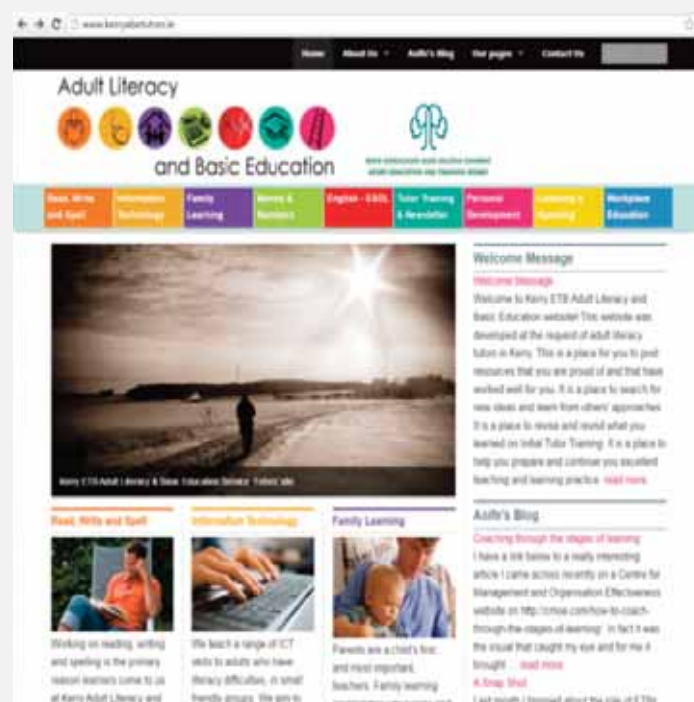 Home About Us Aoife's Blog Our pages Contact Us
Adult Literacy
and Basic Education
Read, Write
and Spell
Information
Technology
Family
Learning
Money &
Numbers
English - ESOL
Tutor Training
& Newsletter
Personal
Development
Workplace
Education
Kerry ETB Adult Literacy & Basic Education Service Tutors' site
Welcome Message
Welcome Message
Welcome to Kerry ETB Adult Literacy and
Basic Education website! This website was
developed at the request of adult literacy
tutors in Kerry. This is a place for you to post
resources that you are proud of and that have
worked well for you. It is a place to search for
new ideas and learn from others' approaches
It is a place to revise and revisit what you
learned on Initial Tutor Training. It is a place to
help you prepare and continue you excellent
teaching and learning practice. read more
Aoife's Blog
Coaching through the stages of learning
I have a link below to a really interesting
article I came across recently on a Centre for
Management and Organisation Effectiveness
website on http://cmoe.com/how-to-coach-
through-the-stages-of-learning/ In fact it was
the visual that caught my eye and for me it
brought ... read more
A Snap Shot
Last month I blogged about the role of ETBs
Read, Write and Spell
Working on reading, writing
and spelling is the primary
reason learners come to us
at Kerry Adult Literacy and
Information Technology
We teach a range of ICT
skills to adults who have
literacy difficulties, in small
friendly groups. We aim to
Family Learning
Parents are a child's first
and most important
teachers. Family learning